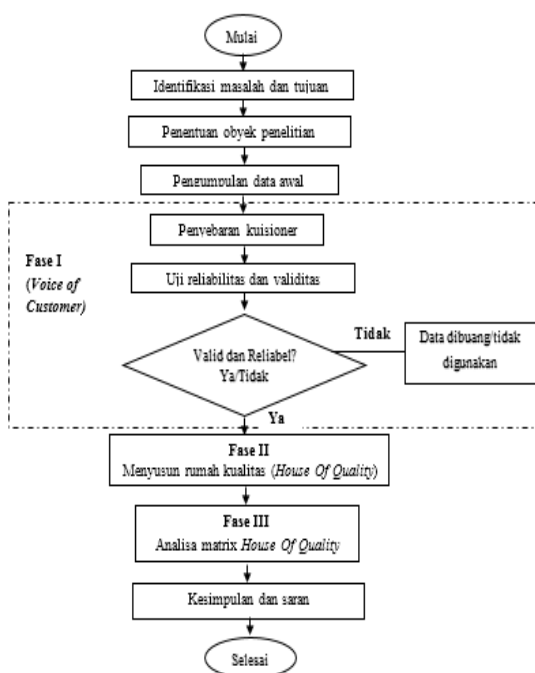 Mulai
Identifikasi masalah dan tujuan
Penentuan obyek penelitian
Pengumpulan data awal
Penyebaran kuisioner
Fase I
(Voice of
Customer)
Uji reliabilitas dan validitas
Valid dan Reliabel?
Ya/Tidak
Tidak
Data dibuang/tidak
digunakan
Ya
Fase II
Menyusun rumah kualitas (House Of Quality)
Fase III
Analisa matrix House Of Quality
Kesimpulan dan saran
Selesai